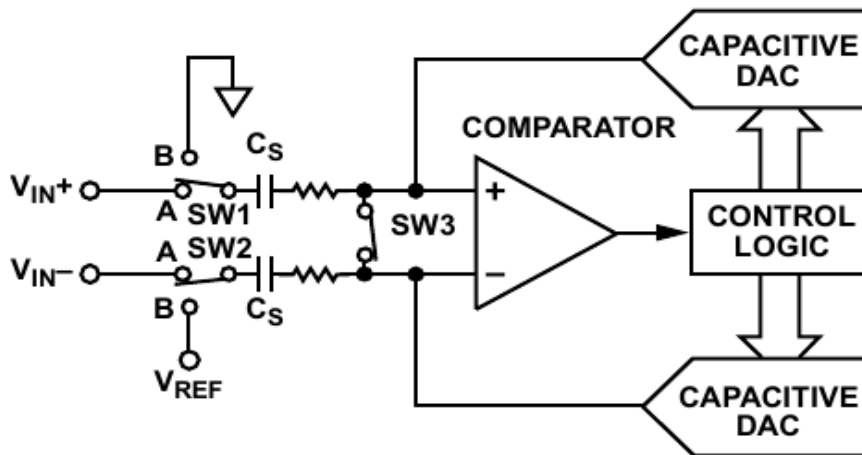 CAPACITIVE
DAC
COMPARATOR
B
CS
VIN+
A
SW1
+
SW3
CONTROL
LOGIC
A
SW2
VIN−
−
B
CS
VREF
CAPACITIVE
DAC